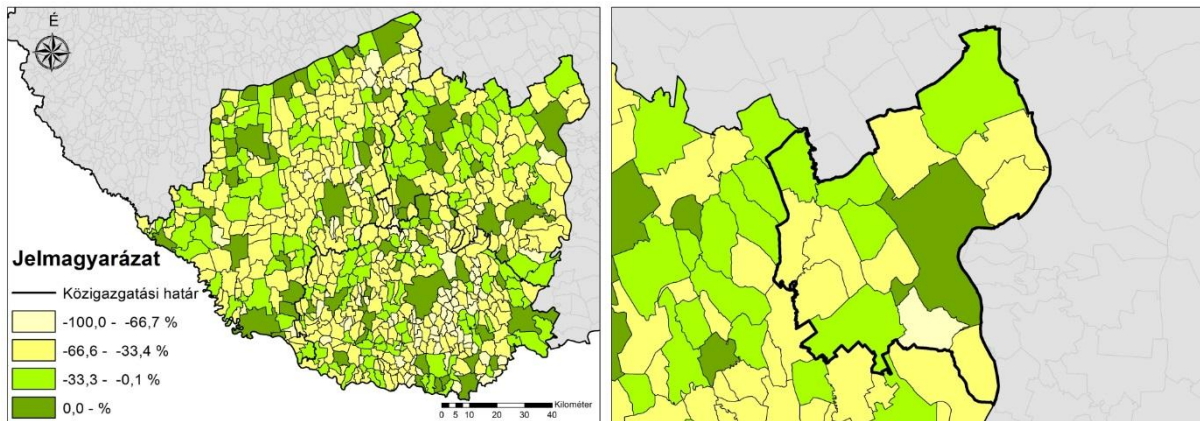 É
Jelmagyarázat
Közigazgatási határ
-100,0 - -66,7 %
-66,6 - -33,4 %
-33,3 - -0,1 %
0,0 - %
Kilométer
0 5 10 20 30 40